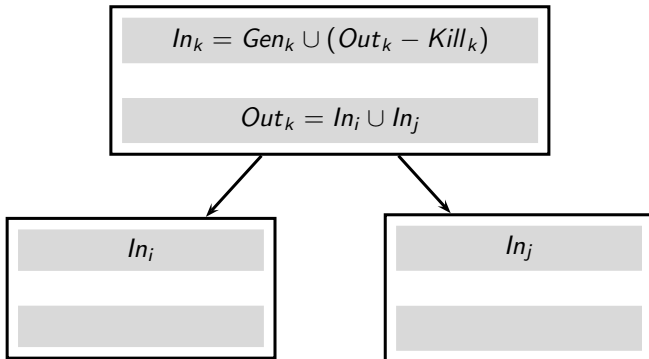 In_k = Gen_k ∪ (Out_k − Kill_k)
Out_k = In_i ∪ In_j
In_i
In_j